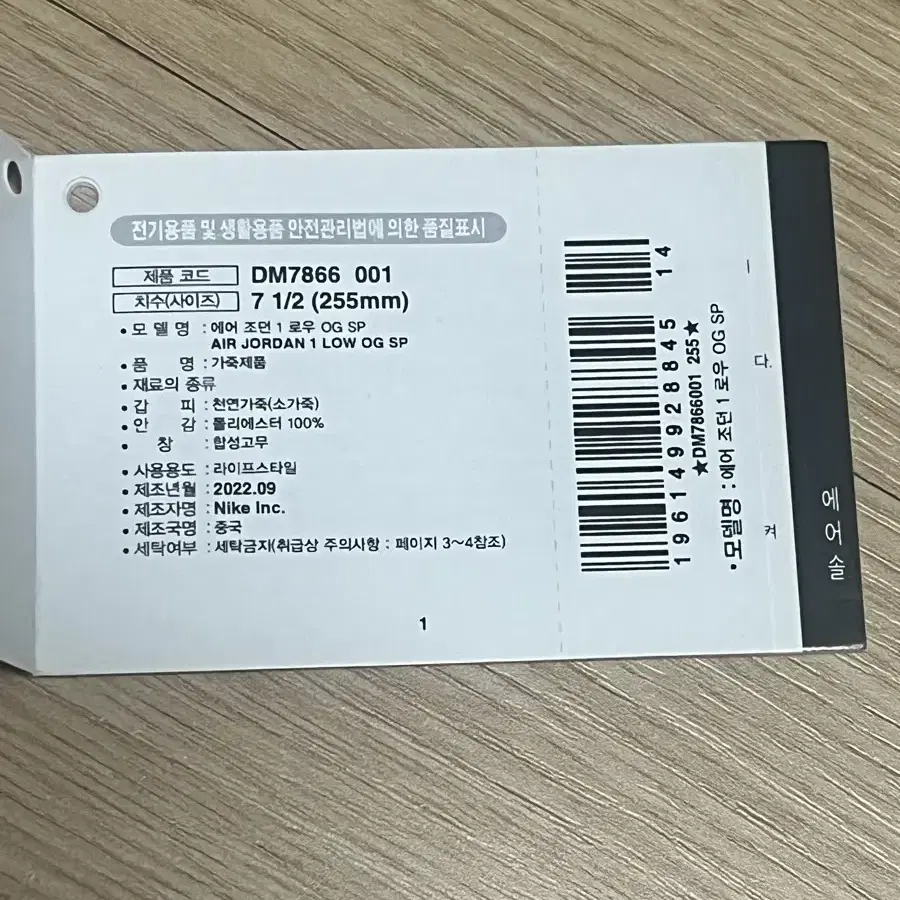 전기용품 및 생활용품 안전관리법에 의한 품질표시
제품 코드 DM7866 001
치수(사이즈) 7 1/2 (255mm)
• 모 델 명 : 에어 조던 1 로우 OG SP
AIR JORDAN 1 LOW OG SP
• 품 명 : 가죽제품
• 재료의 종류
• 갑 피 : 천연가죽(소가죽)
• 안 감 : 폴리에스터 100%
• 창 : 합성고무
• 사용용도 : 라이프스타일
• 제조년월 : 2022.09
• 제조자명 : Nike Inc.
• 제조국명 : 중국
• 세탁여부 : 세탁금지(취급상 주의사항 : 페이지 3~4참조)
1
14
196149928845
★DM7866001 255★
•모델명 : 에어 조던 1 로우 OG SP
다.
켜
에어솔